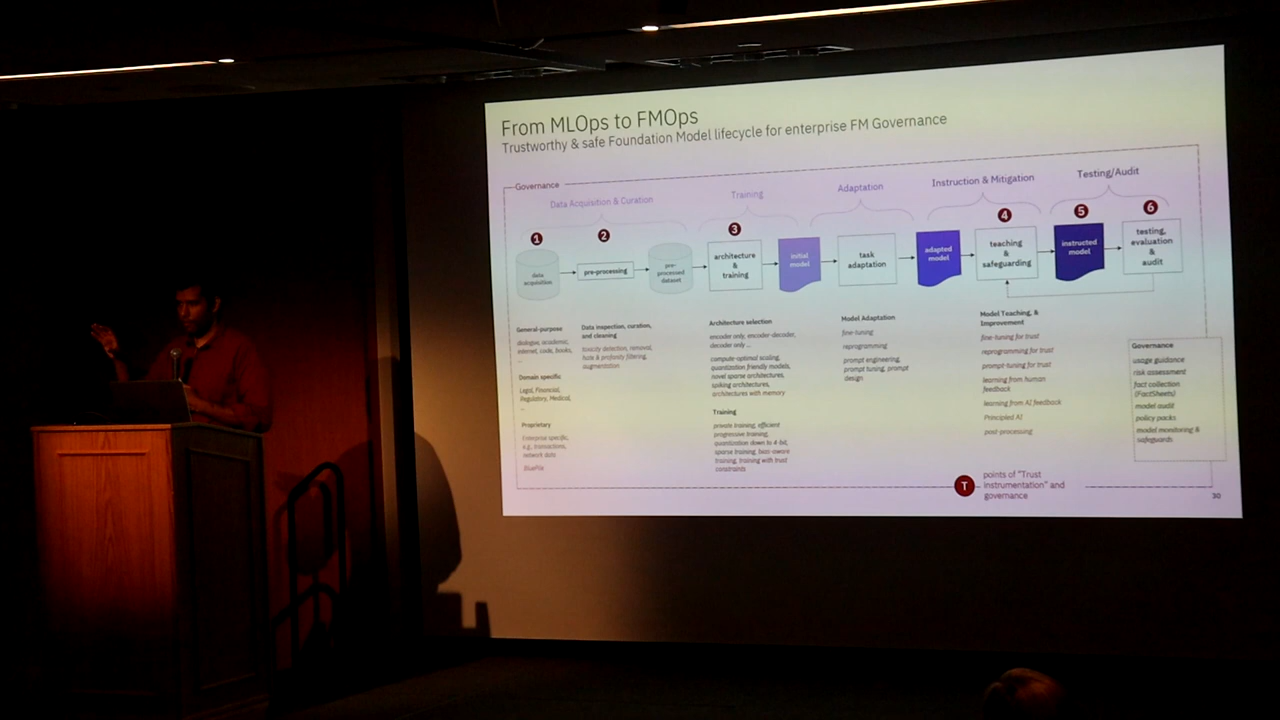 From MLOps to FMOps
Trustworthy & safe Foundation Model lifecycle for enterprise FM Governance
Governance
Data Acquisition & Curation
Training
Adaptation
Instruction & Mitigation
Testing/Audit
1
2
3
4
5
6
data
acquisition
pre-processing
pre-
processed
dataset
architecture
&
training
initial
model
task
adaptation
adapted
model
teaching
&
safeguarding
instructed
model
testing,
evaluation
&
audit
General-purpose
dialogue, academic,
internet, code, books,
...
Domain specific
Legal, Financial,
Regulatory, Medical,
...
Proprietary
Enterprise specific,
e.g., transactions,
network data
BluePile
Data inspection, curation,
and cleaning
toxicity detection, removal,
hate & profanity filtering,
augmentation
Architecture selection
encoder only, encoder-decoder,
decoder only ...
compute-optimal scaling,
quantization friendly models,
novel sparse architectures,
spiking architectures,
architectures with memory
Training
private training, efficient
progressive training,
quantization down to 4-bit,
sparse training, bias-aware
training, training with trust
constraints
Model Adaptation
fine-tuning
reprogramming
prompt engineering,
prompt tuning, prompt
design
Model Teaching, &
Improvement
fine-tuning for trust
reprogramming for trust
prompt-tuning for trust
learning from human
feedback
learning from AI feedback
Principled AI
post-processing
Governance
usage guidance
risk assessment
fact collection
(FactSheets)
model audit
policy packs
model monitoring &
safeguards
T
points of "Trust
instrumentation" and
governance
30